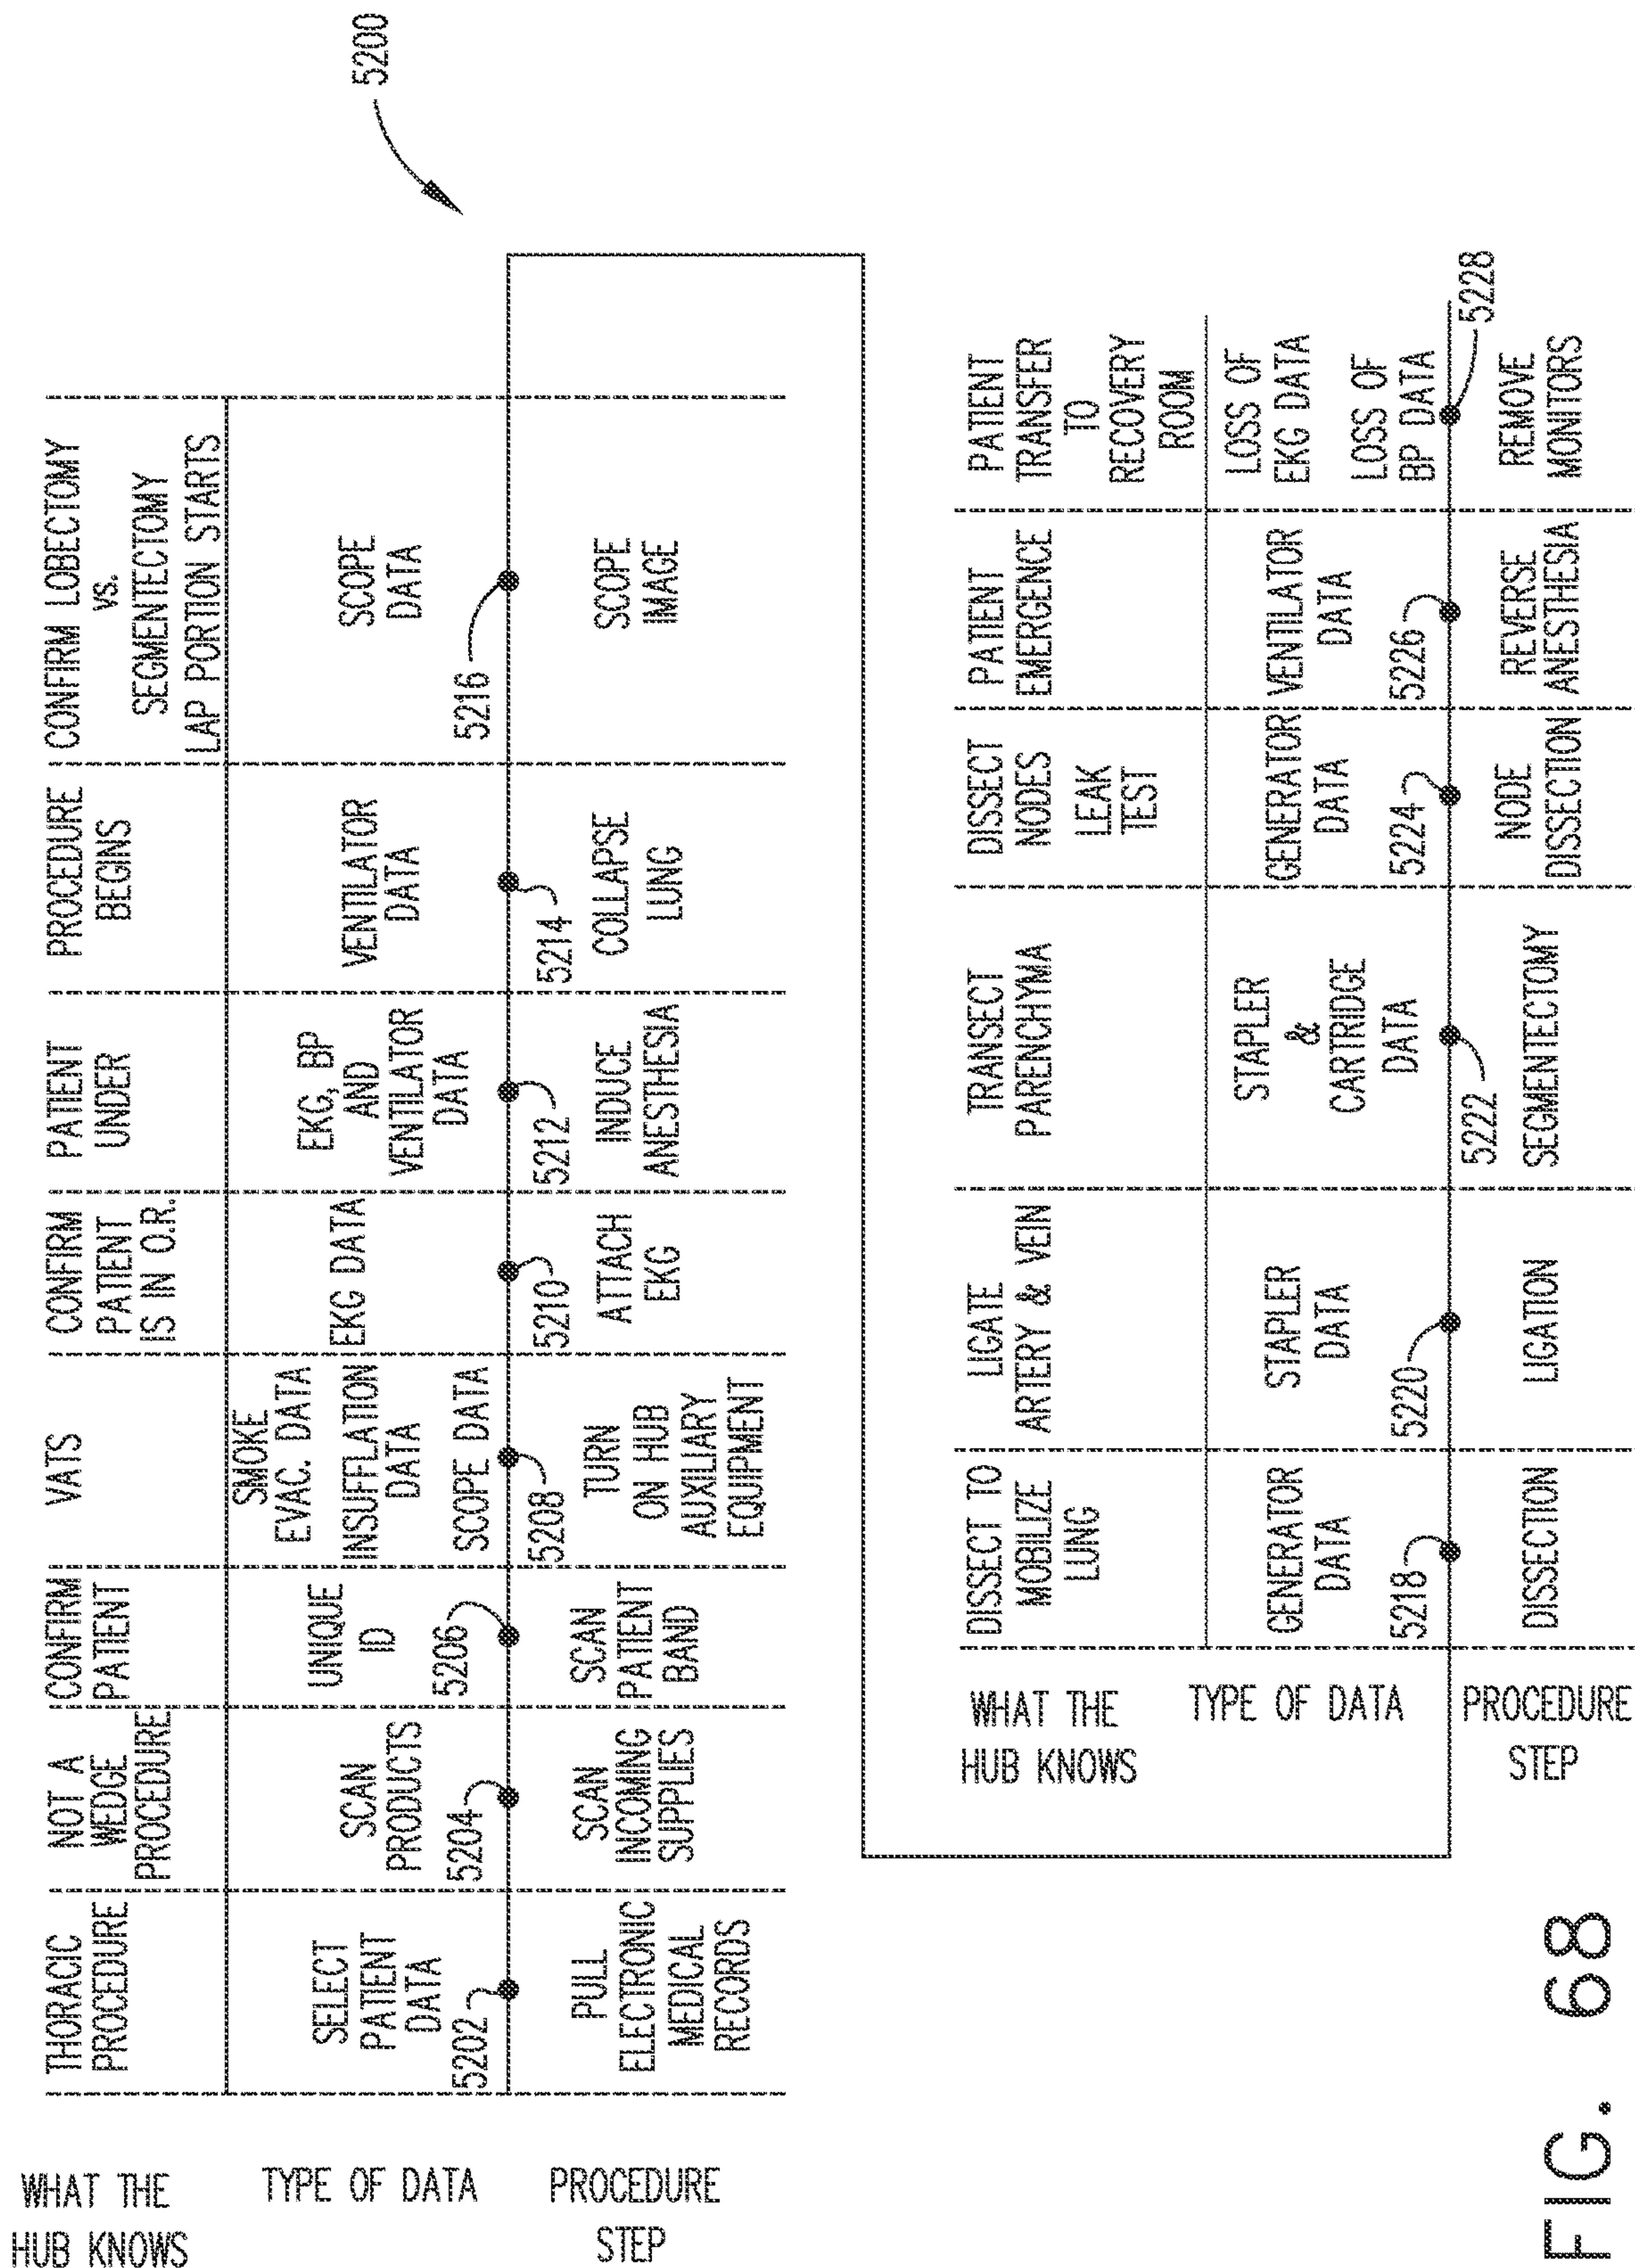 5200
WHAT THE
HUB KNOWS
THORACIC
PROCEDURE
NOT A
WEDGE
PROCEDURE
CONFIRM
PATIENT
VATS
CONFIRM
PATIENT
IS IN O.R.
PATIENT
UNDER
PROCEDURE
BEGINS
CONFIRM LOBECTOMY
vs.
SEGMENTECTOMY
LAP PORTION STARTS
TYPE OF DATA
SELECT
PATIENT
DATA
5202
SCAN
PRODUCTS
5204
UNIQUE
ID
5206
SMOKE
EVAC. DATA
INSUFFLATION
DATA
SCOPE DATA
EKG DATA
EKG, BP
AND
VENTILATOR
DATA
VENTILATOR
DATA
SCOPE
DATA
5216
PROCEDURE
STEP
PULL
ELECTRONIC
MEDICAL
RECORDS
SCAN
INCOMING
SUPPLIES
SCAN
PATIENT
BAND
5208
TURN
ON HUB
AUXILIARY
EQUIPMENT
5210
ATTACH
EKG
5212
INDUCE
ANESTHESIA
5214
COLLAPSE
LUNG
SCOPE
IMAGE
WHAT THE
HUB KNOWS
DISSECT TO
MOBILIZE
LUNG
LIGATE
ARTERY & VEIN
TRANSECT
PARENCHYMA
DISSECT
NODES
LEAK
TEST
PATIENT
EMERGENCE
PATIENT
TRANSFER
TO
RECOVERY
ROOM
TYPE OF DATA
GENERATOR
DATA
5218
STAPLER
DATA
5220
STAPLER
&
CARTRIDGE
DATA
GENERATOR
DATA
5224
VENTILATOR
DATA
5226
LOSS OF
EKG DATA
LOSS OF
BP DATA
PROCEDURE
STEP
DISSECTION
LIGATION
5222
SEGMENTECTOMY
NODE
DISSECTION
REVERSE
ANESTHESIA
5228
REMOVE
MONITORS
FIG. 68